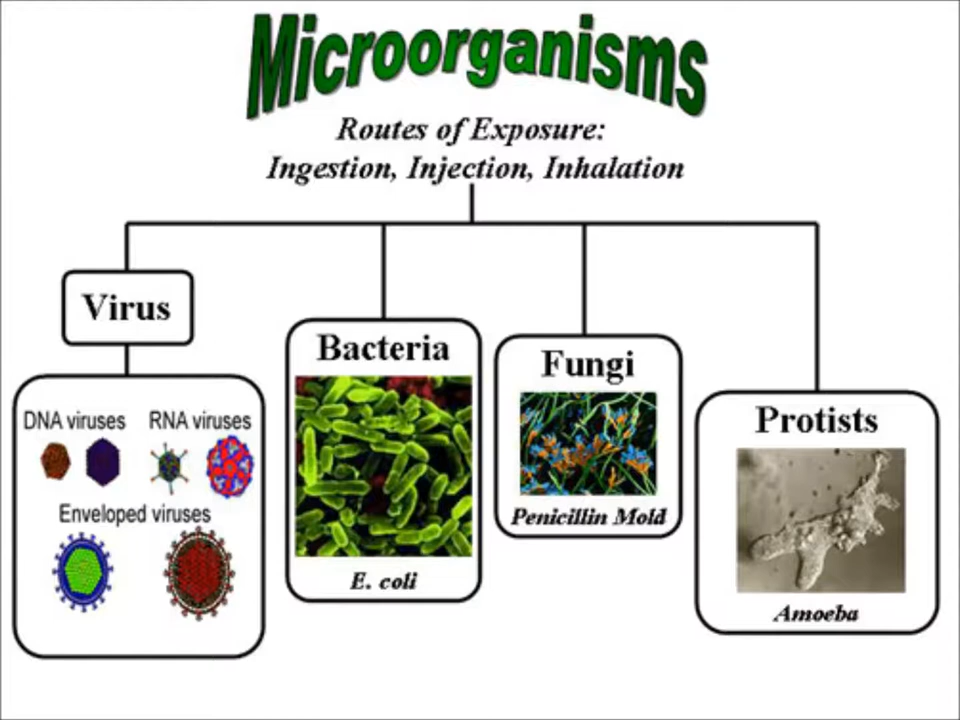 Microorganisms
Routes of Exposure:
Ingestion, Injection, Inhalation
Virus
DNA viruses
RNA viruses
Enveloped viruses
Bacteria
E. coli
Fungi
Penicillin Mold
Protists
Amoeba